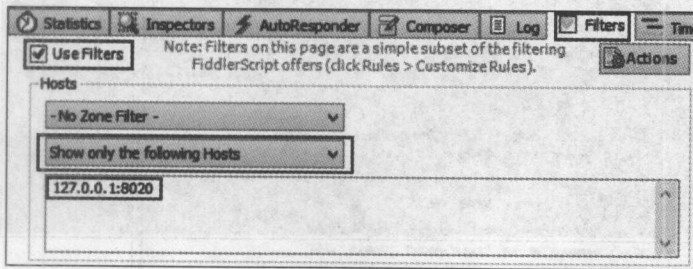 Statistics Inspectors AutoResponder Composer Log Filters Tim
Use Filters Note: Filters on this page are a simple subset of the filtering FiddlerScript offers (click Rules > Customize Rules). Actions
Hosts
- No Zone Filter -
Show only the following Hosts
127.0.0.1:8020